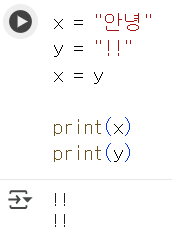 x = "안녕"
y = "!!"
x = y
print(x)
print(y)
!!
!!